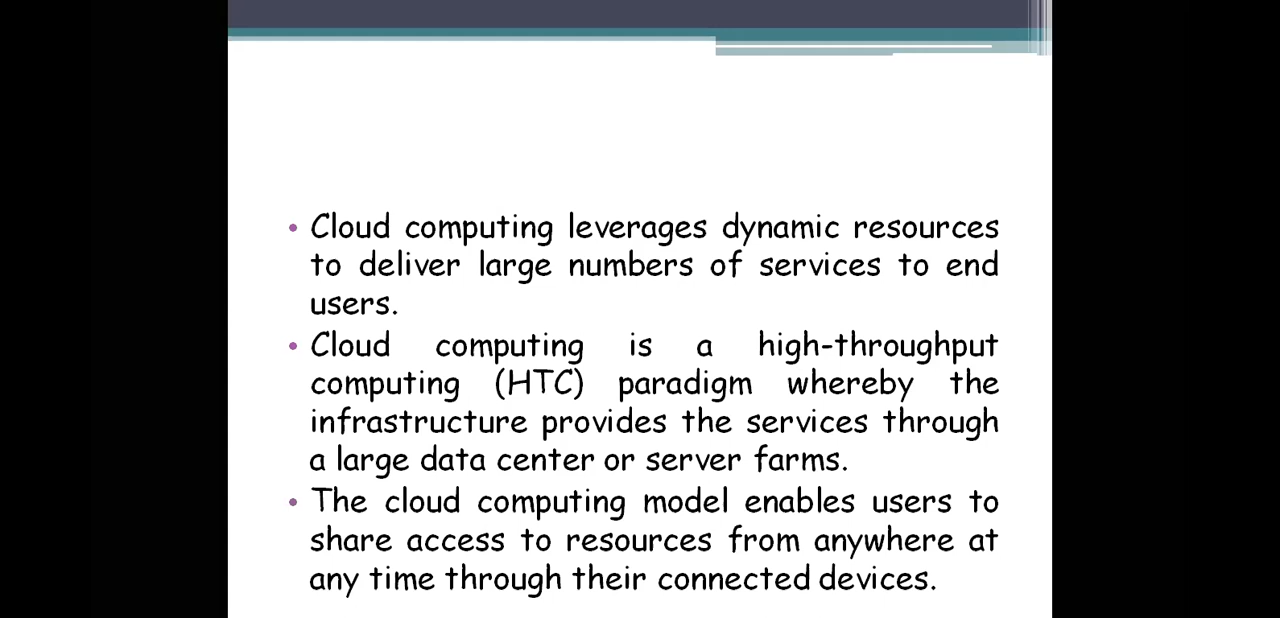 • Cloud computing leverages dynamic resources
to deliver large numbers of services to end
users.
• Cloud computing is a high-throughput
computing (HTC) paradigm whereby the
infrastructure provides the services through
a large data center or server farms.
• The cloud computing model enables users to
share access to resources from anywhere at
any time through their connected devices.